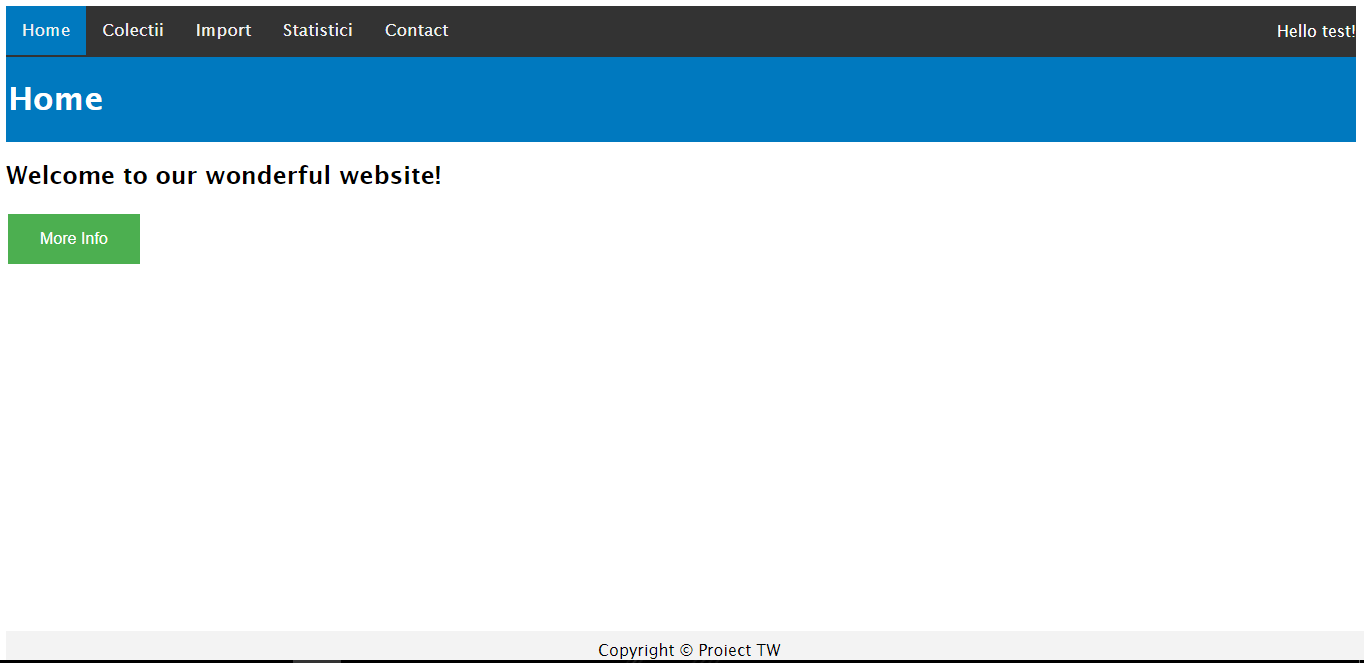 Home Colectii Import Statistici Contact Hello test!
Home
Welcome to our wonderful website!
More Info
Copyright © Proiect TW